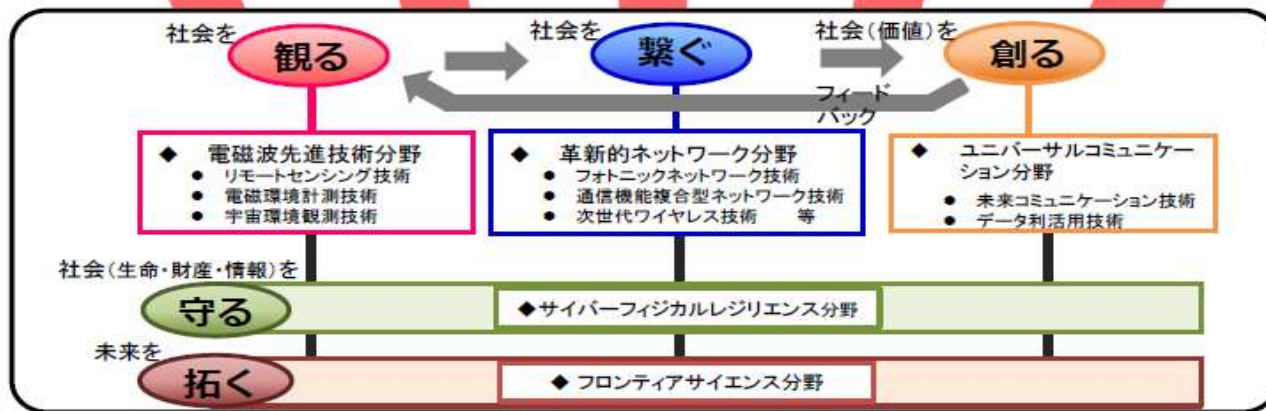 社会を
観る
社会を
繋ぐ
社会(価値)を
創る
フィード
バック
◆ 電磁波先進技術分野
● リモートセンシング技術
● 電磁環境計測技術
● 宇宙環境観測技術
◆ 革新的ネットワーク分野
● フォトニックネットワーク技術
● 通信機能複合型ネットワーク技術
● 次世代ワイヤレス技術 等
◆ ユニバーサルコミュニケー
ション分野
● 未来コミュニケーション技術
● データ利活用技術
社会(生命・財産・情報)を
守る
◆サイバーフィジカルレジリエンス分野
未来を
拓く
◆ フロンティアサイエンス分野